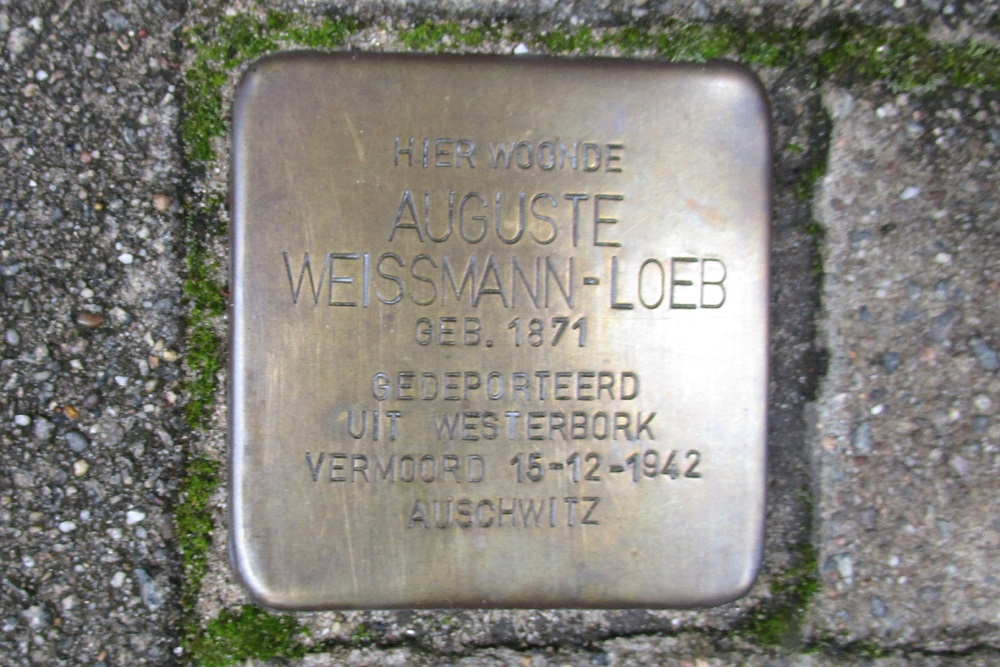 HIER WOONDE
AUGUSTE
WEISSMANN-LOEB
GEB. 1871
GEDEPORTEERD
UIT WESTERBORK
VERMOORD 15-12-1942
AUSCHWITZ